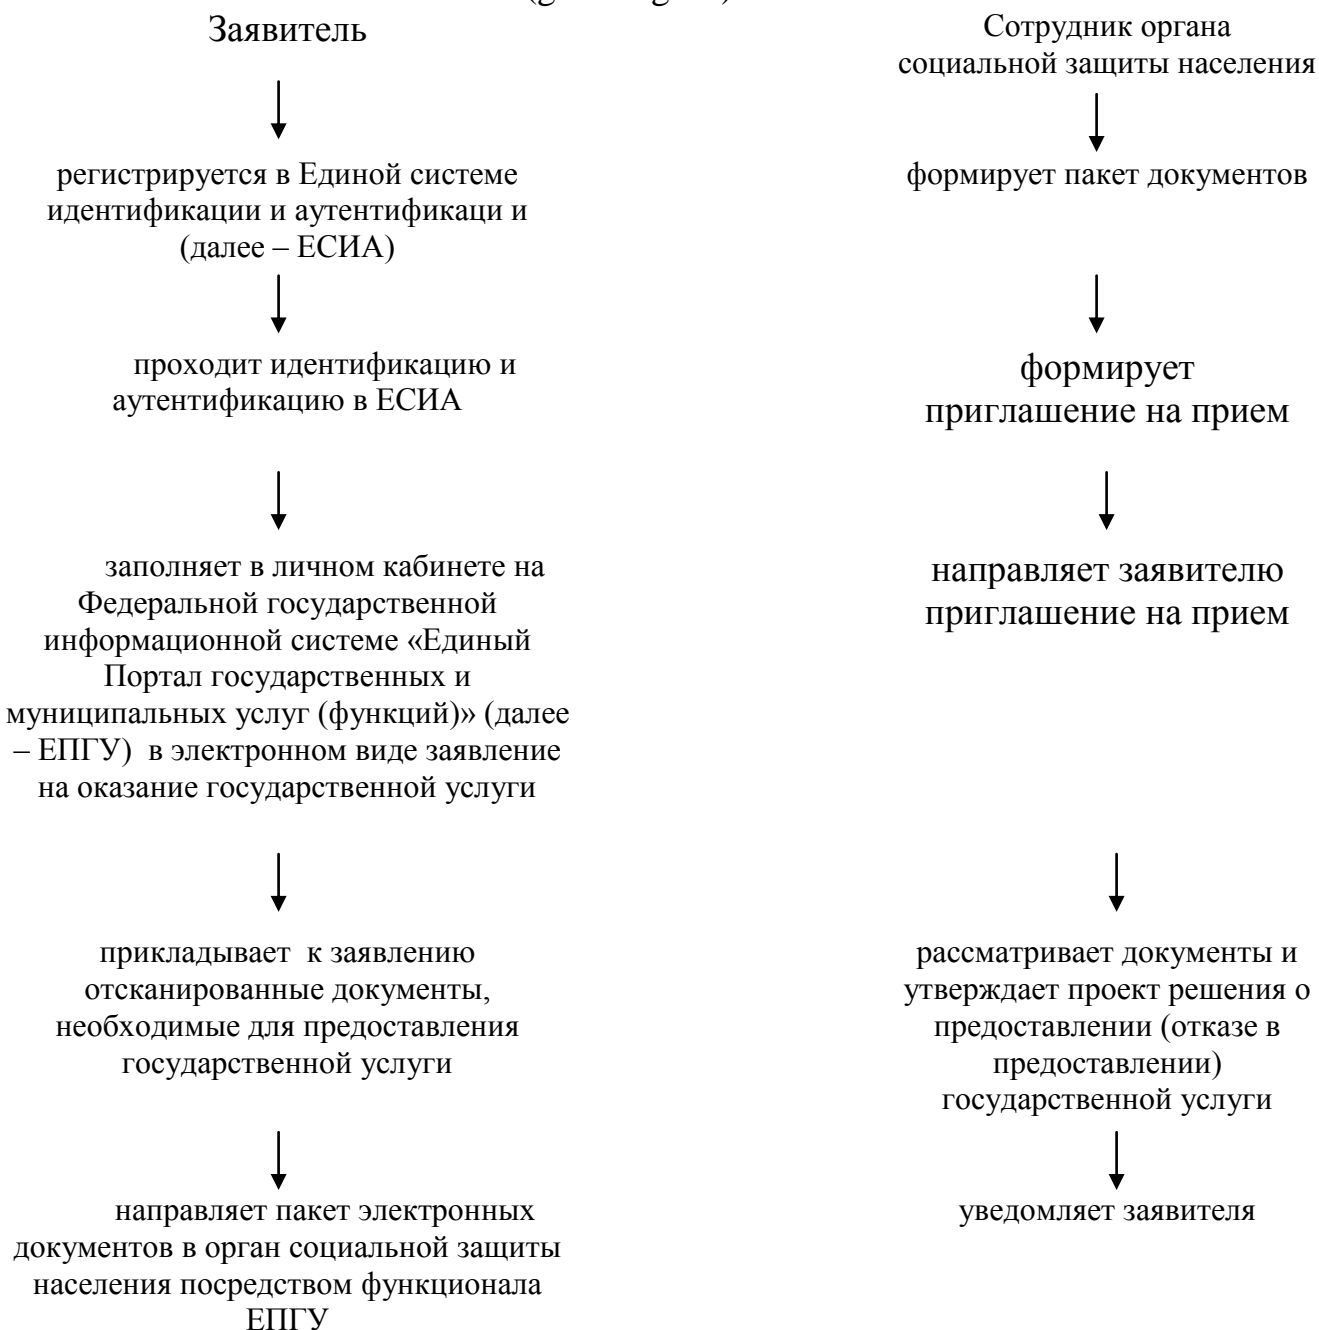 Заявитель
регистрируется в Единой системе
идентификации и аутентификаци и
(далее – ЕСИА)
проходит идентификацию и
аутентификацию в ЕСИА
заполняет в личном кабинете на
Федеральной государственной
информационной системе «Единый
Портал государственных и
муниципальных услуг (функций)» (далее
– ЕПГУ) в электронном виде заявление
на оказание государственной услуги
прикладывает к заявлению
отсканированные документы,
необходимые для предоставления
государственной услуги
направляет пакет электронных
документов в орган социальной защиты
населения посредством функционала
ЕПГУ
Сотрудник органа
социальной защиты населения
формирует пакет документов
формирует
приглашение на прием
направляет заявителю
приглашение на прием
рассматривает документы и
утверждает проект решения о
предоставлении (отказе в
предоставлении)
государственной услуги
уведомляет заявителя